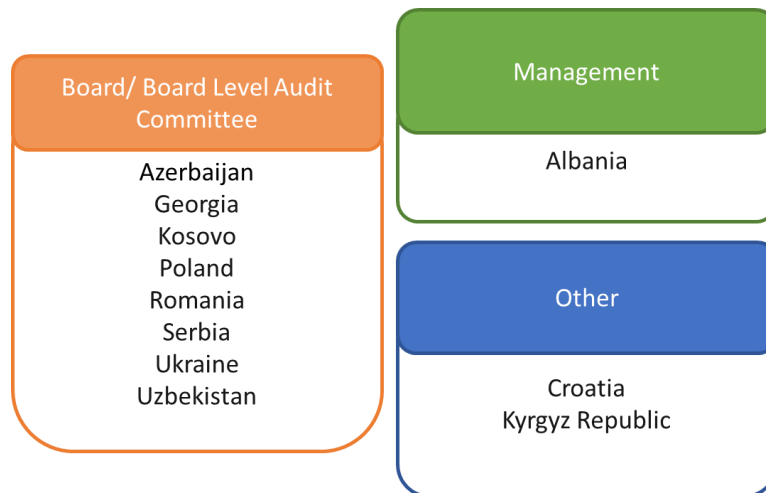 Board/ Board Level Audit
Committee
Azerbaijan
Georgia
Kosovo
Poland
Romania
Serbia
Ukraine
Uzbekistan
Management
Albania
Other
Croatia
Kyrgyz Republic